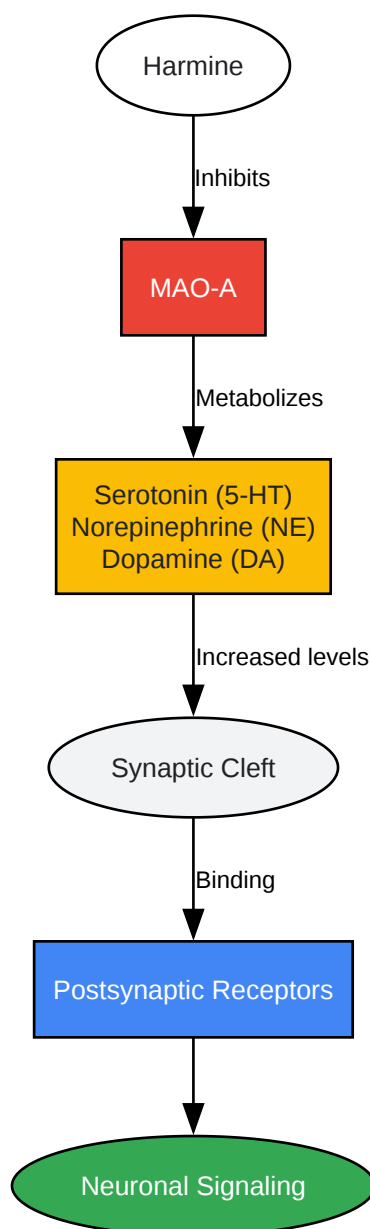 Harmine
Inhibits
MAO-A
Metabolizes
Serotonin (5-HT)
Norepinephrine (NE)
Dopamine (DA)
Increased levels
Synaptic Cleft
Binding
Postsynaptic Receptors
Neuronal Signaling